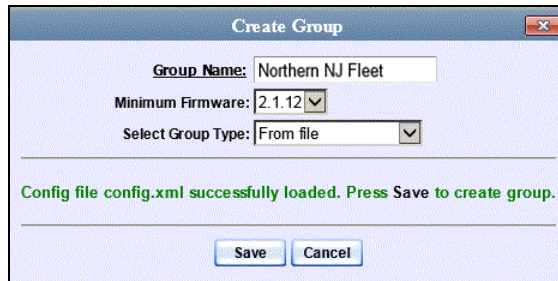 Create Group
Group Name: Northern NJ Fleet
Minimum Firmware: 2.1.12
Select Group Type: From file
Config file config.xml successfully loaded. Press Save to create group.
Save Cancel